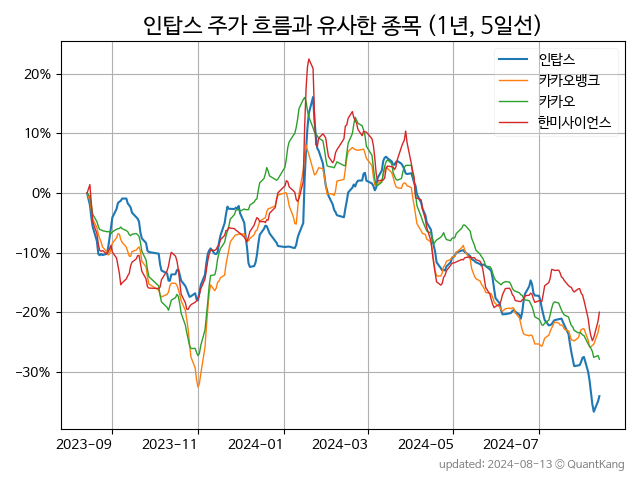 인탑스 주가 흐름과 유사한 종목 (1년, 5일선)
인탑스
카카오뱅크
카카오
한미사이언스
20%
10%
0%
−10%
−20%
−30%
2023-09 2023-11 2024-01 2024-03 2024-05 2024-07
updated: 2024-08-13 © QuantKang